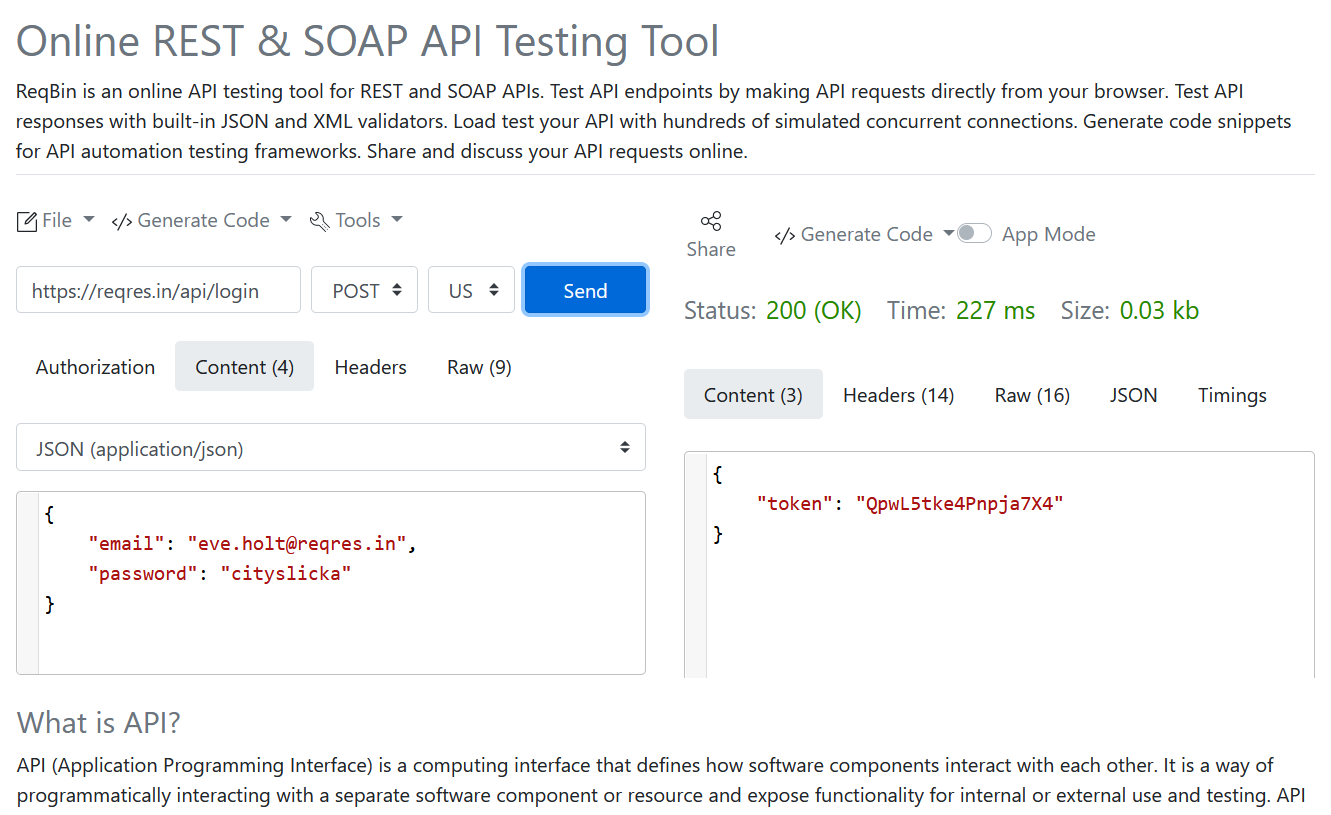 Online REST & SOAP API Testing Tool
ReqBin is an online API testing tool for REST and SOAP APIs. Test API endpoints by making API requests directly from your browser. Test API
responses with built-in JSON and XML validators. Load test your API with hundreds of simulated concurrent connections. Generate code snippets
for API automation testing frameworks. Share and discuss your API requests online.
File </> Generate Code Tools
https://reqres.in/api/login POST US Send
Authorization Content (4) Headers Raw (9)
JSON (application/json)
{
    "email": "eve.holt@reqres.in",
    "password": "cityslicka"
}
Share </> Generate Code App Mode
Status: 200 (OK) Time: 227 ms Size: 0.03 kb
Content (3) Headers (14) Raw (16) JSON Timings
{
    "token": "QpwL5tke4Pnpja7X4"
}
What is API?
API (Application Programming Interface) is a computing interface that defines how software components interact with each other. It is a way of
programmatically interacting with a separate software component or resource and expose functionality for internal or external use and testing. API